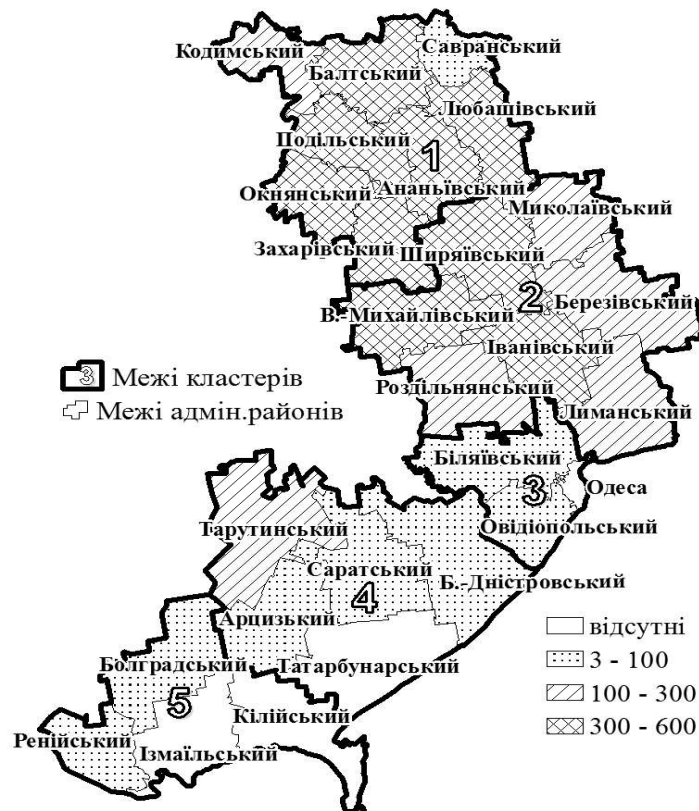 Кодимський
Савранський
Балтський
Любашівський
Подільський
1
Ананьївський
Окнянський
Миколаївський
Захарівський
Ширяївський
2
Березівський
В.-Михайлівський
Іванівський
Роздільнянський
Лиманський
3 Межі кластерів
Межі адмін.районів
Біляївський
3
Одеса
Овідіопольський
Тарутинський
Саратський
Б.-Дністровський
4
Арцизький
Татарбунарський
Болградський
5
Кілійський
Ренійський
Ізмаїльський
відсутні
3 - 100
100 - 300
300 - 600